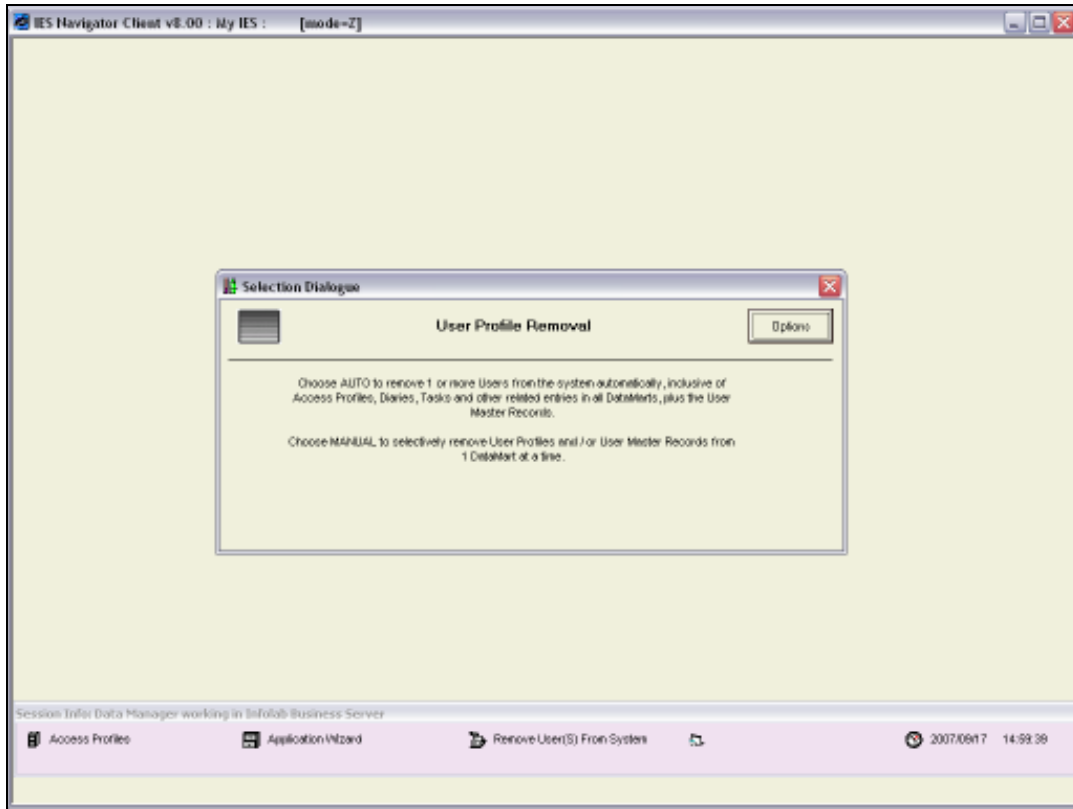 IES Navigator Client v8.00 : My IES :    [mode=Z]
Selection Dialogue
User Profile Removal
Options
Choose AUTO to remove 1 or more Users from the system automatically, inclusive of
Access Profiles, Diaries, Tasks and other related entries in all DataMarts, plus the User
Master Records.
Choose MANUAL to selectively remove User Profiles and / or User Master Records from
1 DataMart at a time.
Session Info: Data Manager working in Infolab Business Server
Access Profiles
Application Wizard
Remove User(S) From System
2007/09/17 14:59:39